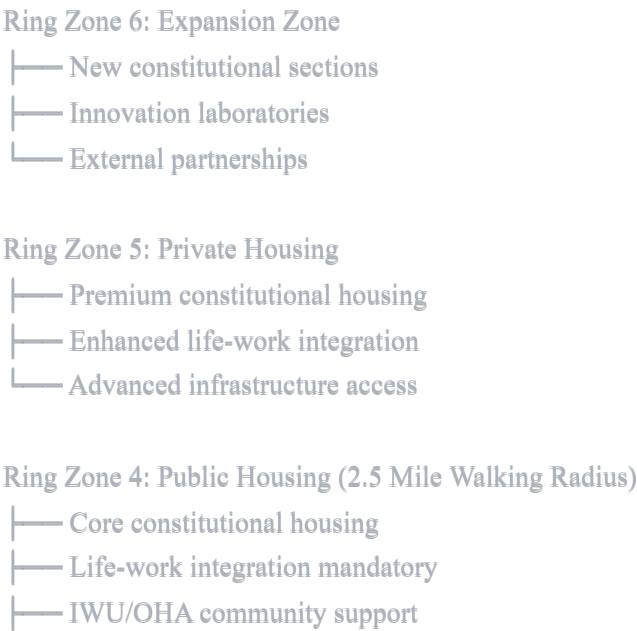 Ring Zone 6: Expansion Zone
├── New constitutional sections
├── Innovation laboratories
└── External partnerships
Ring Zone 5: Private Housing
├── Premium constitutional housing
├── Enhanced life-work integration
└── Advanced infrastructure access
Ring Zone 4: Public Housing (2.5 Mile Walking Radius)
├── Core constitutional housing
├── Life-work integration mandatory
├── IWU/OHA community support